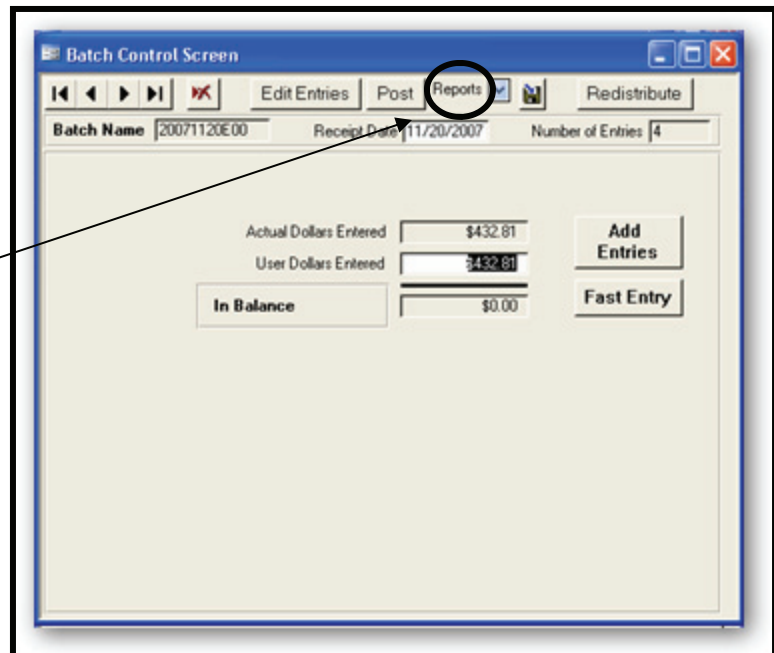 Batch Control Screen
Edit Entries Post Reports Redistribute
Batch Name 20071120E00 Receipt Date 11/20/2007 Number of Entries 4
Actual Dollars Entered $432.81
User Dollars Entered $432.81
In Balance $0.00
Add
Entries
Fast Entry